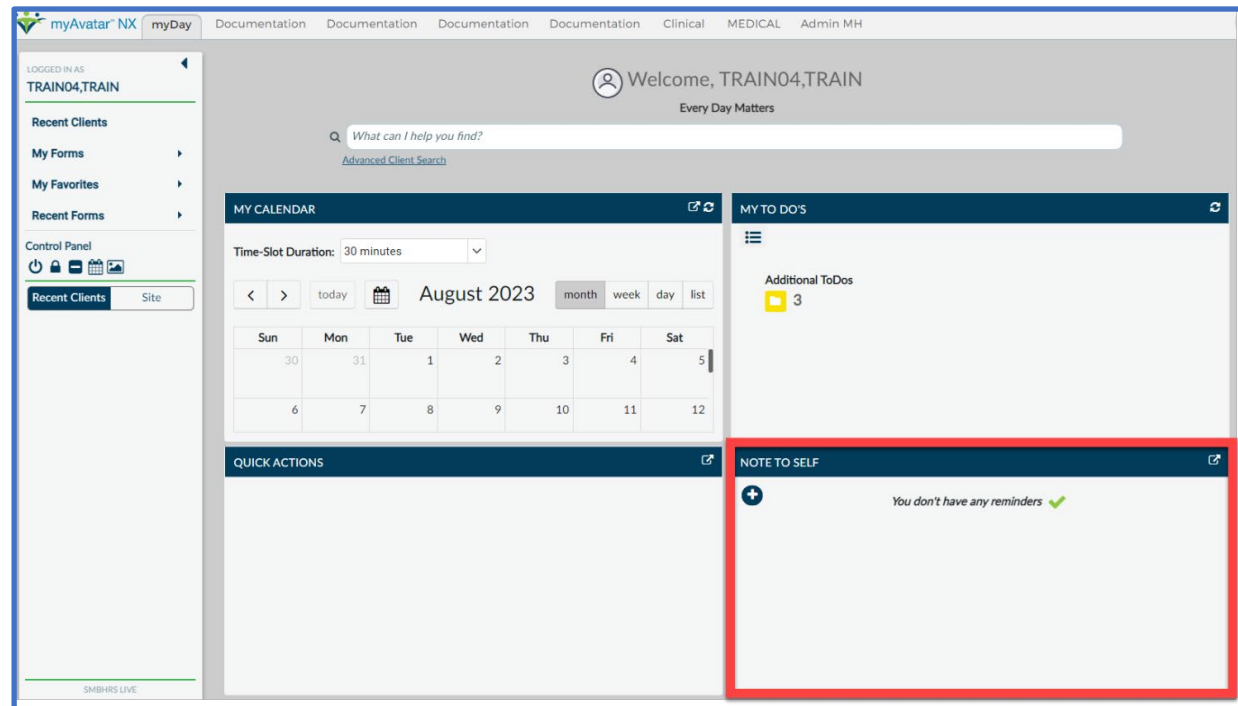 myAvatar™ NX myDay Documentation Documentation Documentation Documentation Clinical MEDICAL Admin MH
LOGGED IN AS
TRAIN04,TRAIN
Recent Clients
My Forms
My Favorites
Recent Forms
Control Panel
Recent Clients Site
SMBHRS LIVE
Welcome, TRAIN04,TRAIN
Every Day Matters
What can I help you find?
Advanced Client Search
MY CALENDAR
Time-Slot Duration: 30 minutes
today August 2023 month week day list
Sun Mon Tue Wed Thu Fri Sat
30 31 1 2 3 4 5
6 7 8 9 10 11 12
MY TO DO'S
Additional ToDos
3
QUICK ACTIONS
NOTE TO SELF
You don't have any reminders